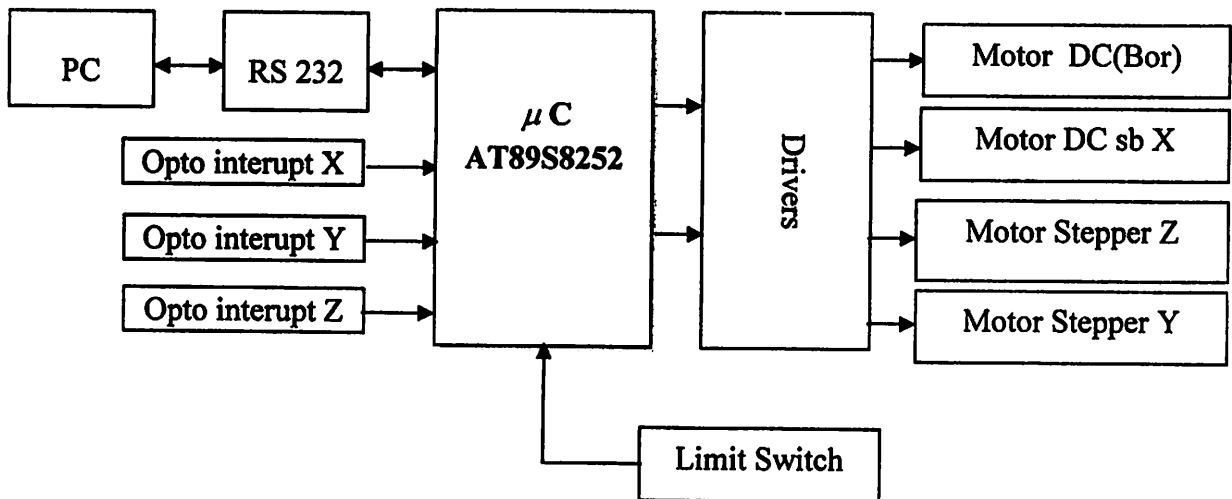 PC
RS 232
μ C
AT89S8252
Opto interupt X
Opto interupt Y
Opto interupt Z
Drivers
Motor DC(Bor)
Motor DC sb X
Motor Stepper Z
Motor Stepper Y
Limit Switch